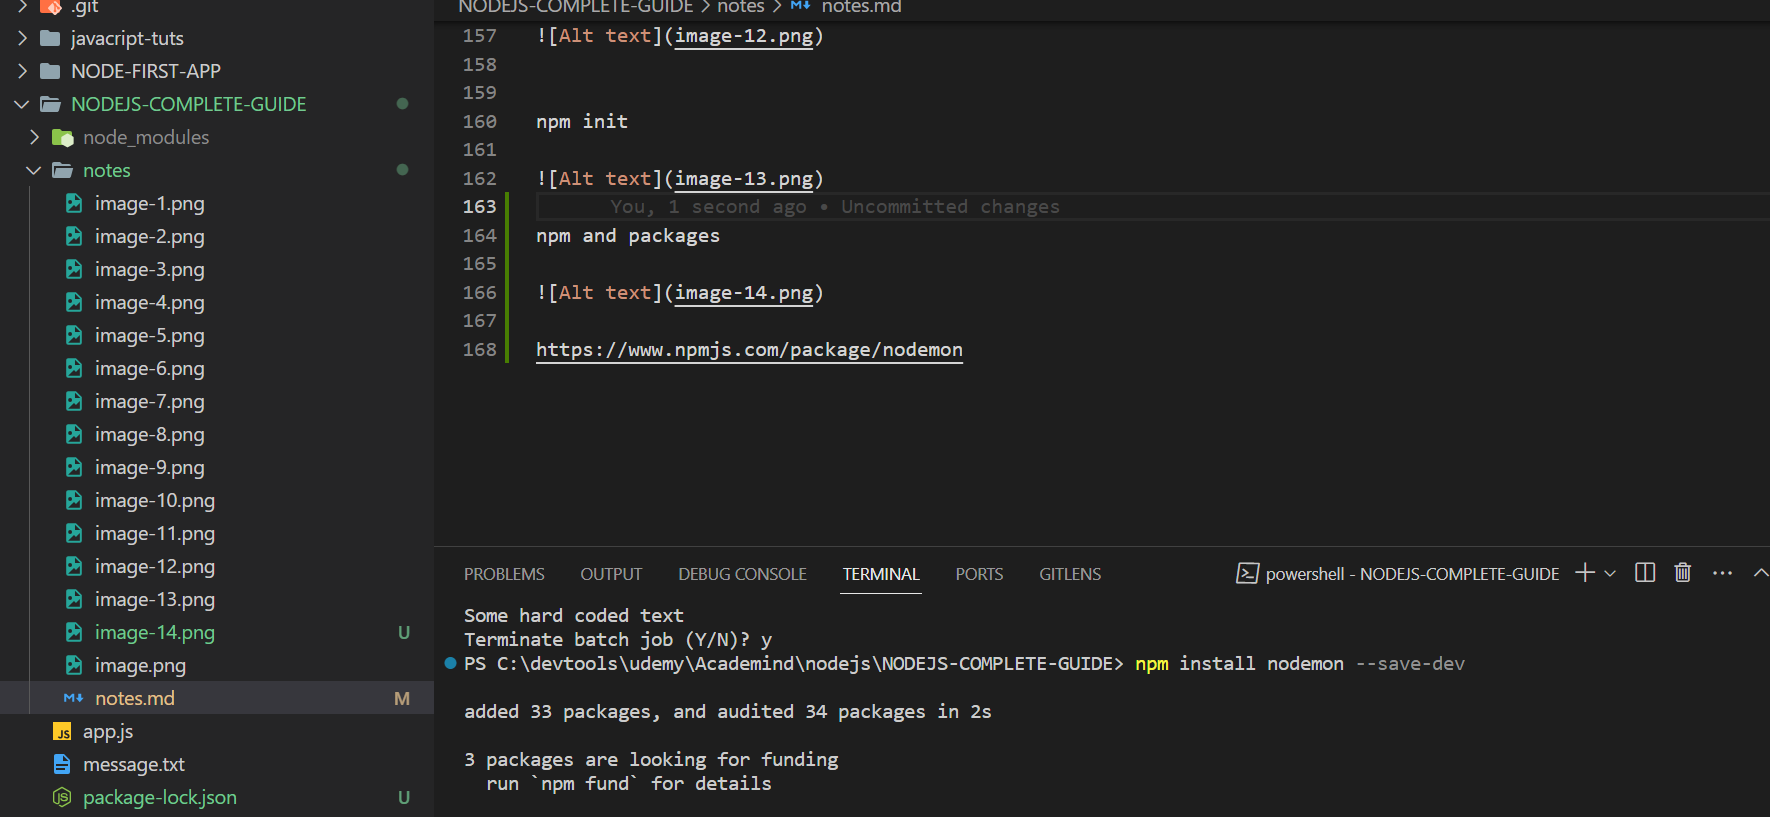 .git
javacript-tuts
NODE-FIRST-APP
NODEJS-COMPLETE-GUIDE
node_modules
notes
image-1.png
image-2.png
image-3.png
image-4.png
image-5.png
image-6.png
image-7.png
image-8.png
image-9.png
image-10.png
image-11.png
image-12.png
image-13.png
image-14.png U
image.png
notes.md M
app.js
message.txt
package-lock.json U
NODEJS-COMPLETE-GUIDE > notes > notes.md
157 ![Alt text](image-12.png)
158
159
160 npm init
161
162 ![Alt text](image-13.png)
163 You, 1 second ago • Uncommitted changes
164 npm and packages
165
166 ![Alt text](image-14.png)
167
168 https://www.npmjs.com/package/nodemon
PROBLEMS OUTPUT DEBUG CONSOLE TERMINAL PORTS GITLENS powershell - NODEJS-COMPLETE-GUIDE
Some hard coded text
Terminate batch job (Y/N)? y
PS C:\devtools\udemy\Academind\nodejs\NODEJS-COMPLETE-GUIDE> npm install nodemon --save-dev
added 33 packages, and audited 34 packages in 2s
3 packages are looking for funding
run `npm fund` for details